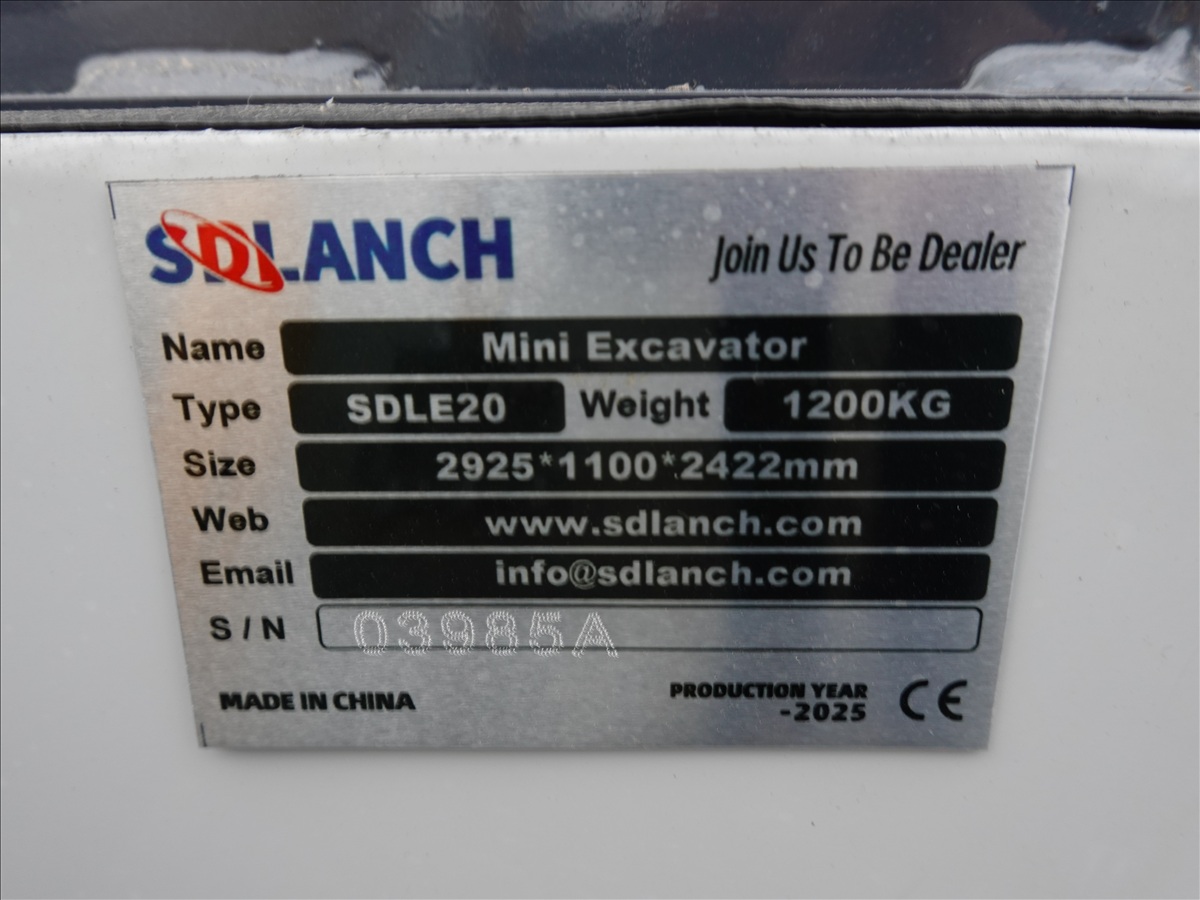 SDLANCH Join Us To Be Dealer
Name Mini Excavator
Type SDLE20 Weight 1200KG
Size 2925*1100*2422mm
Web www.sdlanch.com
Email info@sdlanch.com
S/N 03985A
MADE IN CHINA PRODUCTION YEAR
-2025 CE